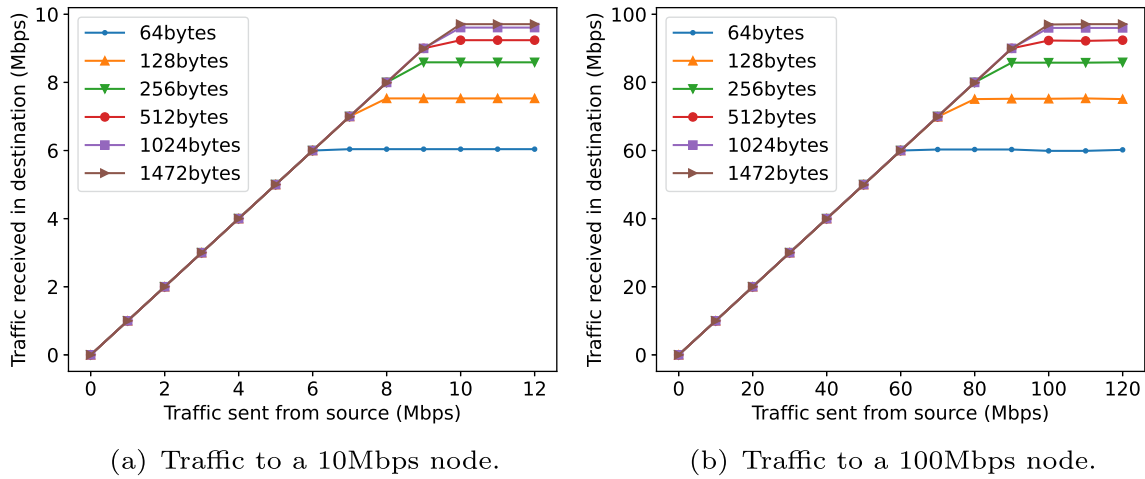 Traffic received in destination (Mbps)
10
8
6
4
2
0
64bytes
128bytes
256bytes
512bytes
1024bytes
1472bytes
0 2 4 6 8 10 12
Traffic sent from source (Mbps)
(a) Traffic to a 10Mbps node.
Traffic received in destination (Mbps)
100
80
60
40
20
0
64bytes
128bytes
256bytes
512bytes
1024bytes
1472bytes
0 20 40 60 80 100 120
Traffic sent from source (Mbps)
(b) Traffic to a 100Mbps node.